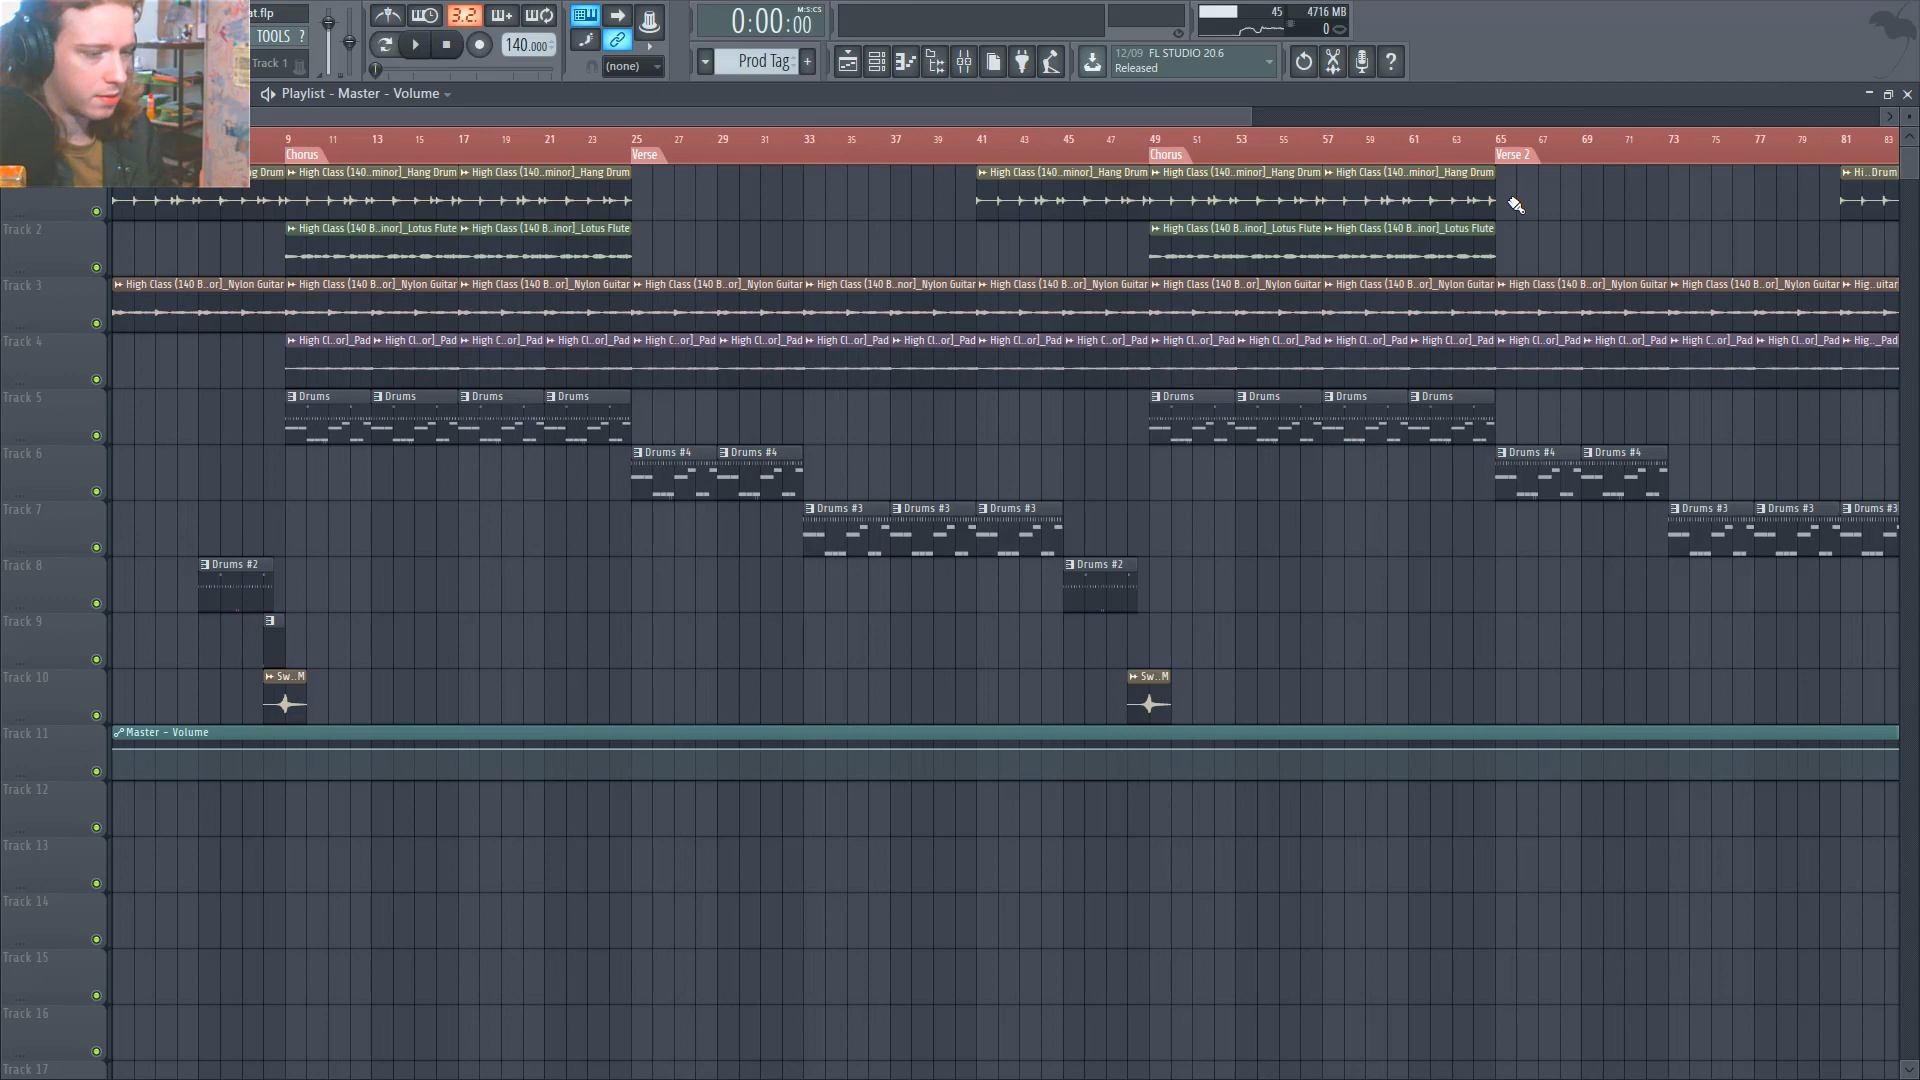 at.flp
TOOLS ?
Track 1
3.2.
140.000
(none)
0:00:00
M:S:CS
Prod Tag
45
4716 MB
0
12/09 FL STUDIO 20.6
Released
Playlist - Master - Volume
9 11 13 15 17 19 21 23 25 27 29 31 33 35 37 39 41 43 45 47 49 51 53 55 57 59 61 63 65 67 69 71 73 75 77 79 81 83
Chorus Verse Chorus Verse 2
ng Drum High Class (140..minor]_Hang Drum High Class (140..minor]_Hang Drum High Class (140..minor]_Hang Drum High Class (140..minor]_Hang Drum High Class (140..minor]_Hang Drum Hi..Drum
Track 2 High Class (140 B..inor]_Lotus Flute High Class (140 B..inor]_Lotus Flute High Class (140 B..inor]_Lotus Flute High Class (140 B..inor]_Lotus Flute
Track 3 High Class (140 B..or]_Nylon Guitar High Class (140 B..or]_Nylon Guitar High Class (140 B..or]_Nylon Guitar High Class (140 B..or]_Nylon Guitar High Class (140 B..nor]_Nylon Guitar High Class (140 B..or]_Nylon Guitar High Class (140 B..or]_Nylon Guitar High Class (140 B..or]_Nylon Guitar High Class (140 B..or]_Nylon Guitar High Class (140 B..or]_Nylon Guitar Hig..uitar
Track 4 High Cl..or]_Pad High Cl..or]_Pad High C..or]_Pad High Cl..or]_Pad High C..or]_Pad High Cl..or]_Pad High Cl..or]_Pad High Cl..or]_Pad High Cl..or]_Pad High C..or]_Pad High Cl..or]_Pad High Cl..or]_Pad High C..or]_Pad High Cl..or]_Pad High Cl..or]_Pad High C..or]_Pad High Cl..or]_Pad Hig.._Pad
Track 5 Drums Drums Drums Drums Drums Drums Drums Drums
Track 6 Drums #4 Drums #4 Drums #4 Drums #4
Track 7 Drums #3 Drums #3 Drums #3 Drums #3 Drums #3 Drums #3
Track 8 Drums #2 Drums #2
Track 9
Track 10 Sw..M Sw..M
Track 11 Master - Volume
Track 12
Track 13
Track 14
Track 15
Track 16
Track 17